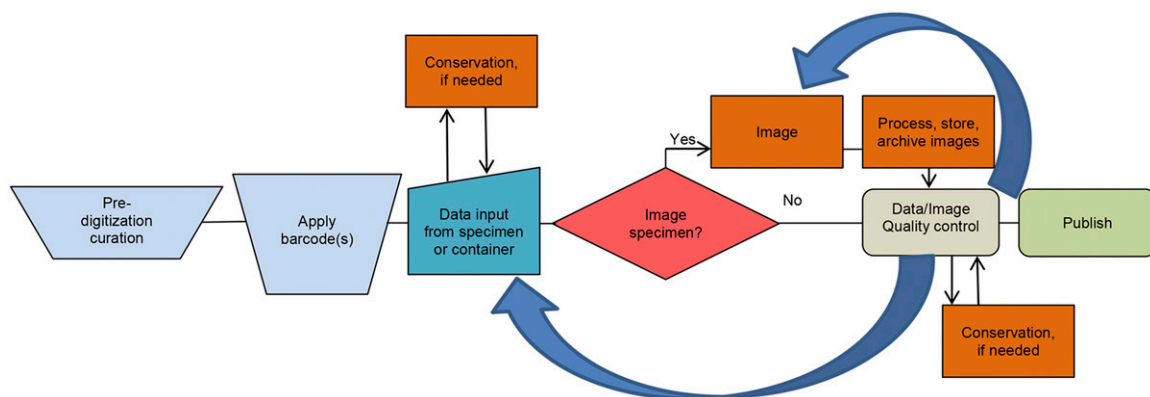 Pre-
digitization
curation
Apply
barcode(s)
Conservation,
if needed
Data input
from specimen
or container
Image
specimen?
Yes
No
Image
Process, store,
archive images
Data/Image
Quality control
Conservation,
if needed
Publish